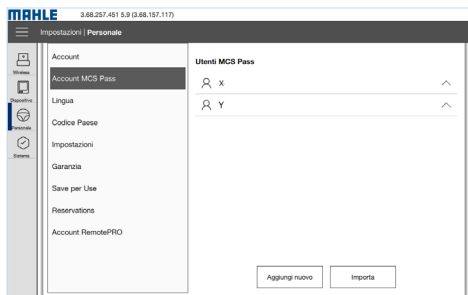 MAHLE 3.68.257.451 5.9 (3.68.157.117)
Impostazioni | Personale
Wireless
Dispositivo
Personale
Sistema
Account
Account MCS Pass
Lingua
Codice Paese
Impostazioni
Garanzia
Save per Use
Reservations
Account RemotePRO
Utenti MCS Pass
X
Y
Aggiungi nuovo
Importa